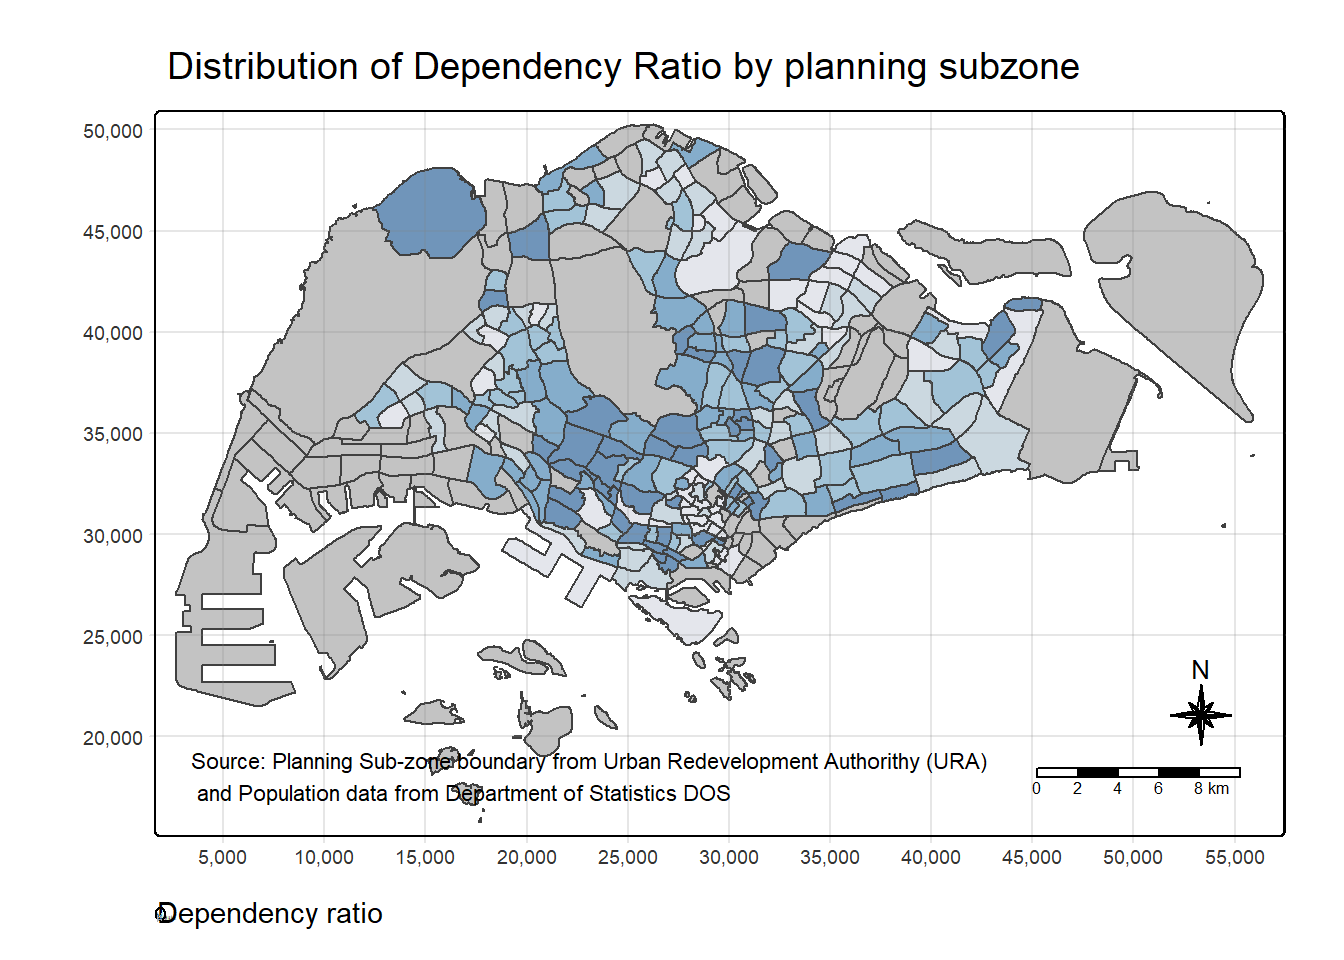 Distribution of Dependency Ratio by planning subzone
50,000
45,000
40,000
35,000
30,000
25,000
20,000
N
Source: Planning Sub-zone boundary from Urban Redevelopment Authorithy (URA)
and Population data from Department of Statistics DOS
0 2 4 6 8 km
5,000 10,000 15,000 20,000 25,000 30,000 35,000 40,000 45,000 50,000 55,000
Dependency ratio